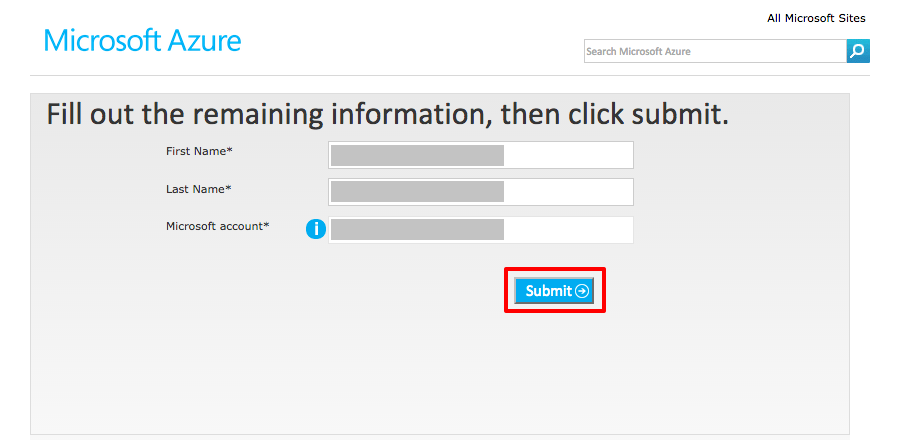 All Microsoft Sites
Microsoft Azure
Search Microsoft Azure
Fill out the remaining information, then click submit.
First Name*
Last Name*
Microsoft account*
i
Submit